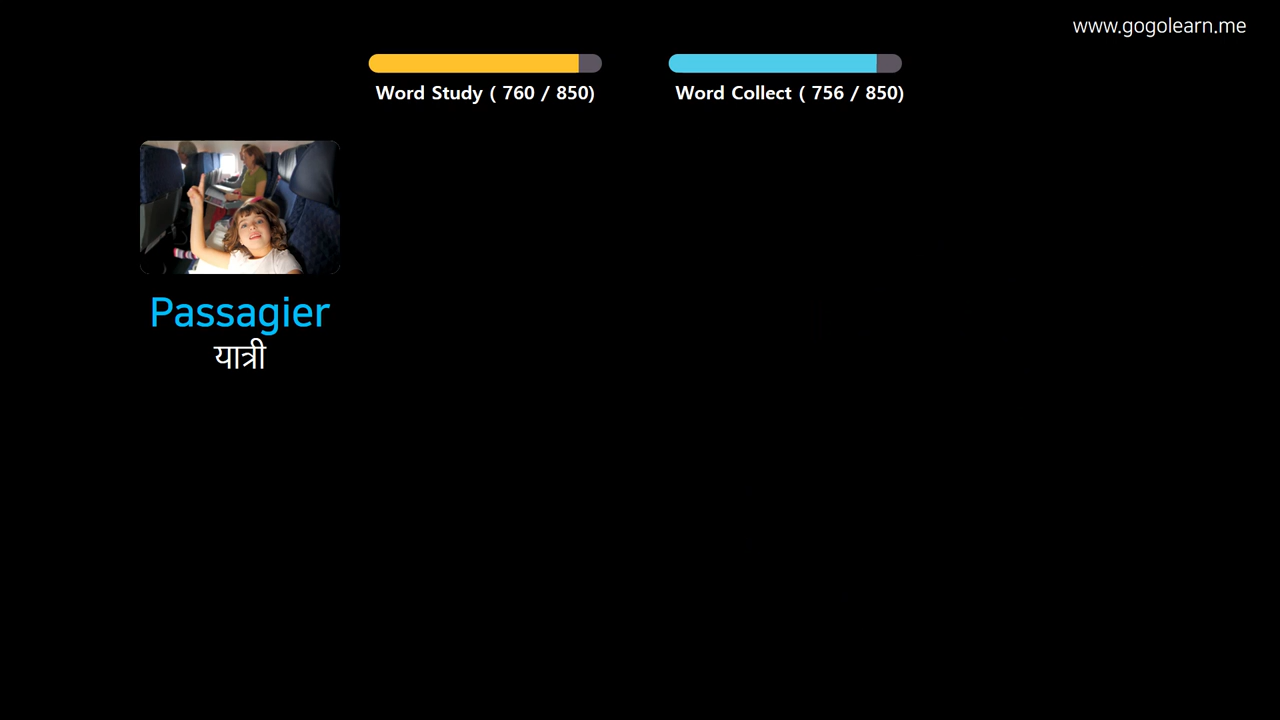 www.gogolearn.me
Word Study ( 760 / 850)
Word Collect ( 756 / 850)
Passagier
यात्री